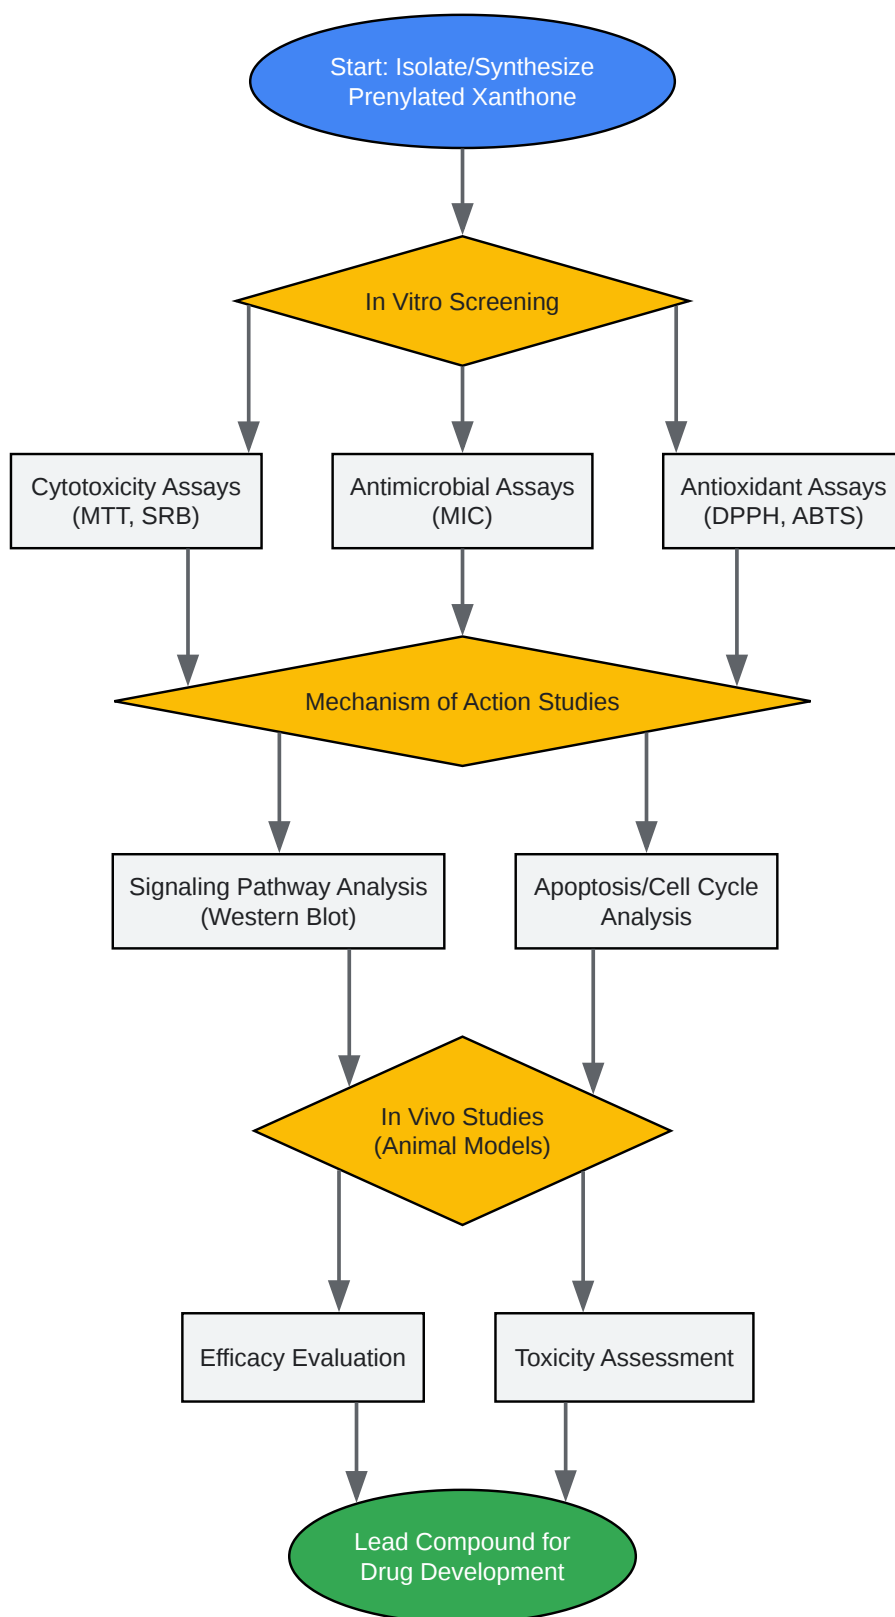 Start: Isolate/Synthesize
Prenylated Xanthone
In Vitro Screening
Cytotoxicity Assays
(MTT, SRB)
Antimicrobial Assays
(MIC)
Antioxidant Assays
(DPPH, ABTS)
Mechanism of Action Studies
Signaling Pathway Analysis
(Western Blot)
Apoptosis/Cell Cycle
Analysis
In Vivo Studies
(Animal Models)
Efficacy Evaluation
Toxicity Assessment
Lead Compound for
Drug Development